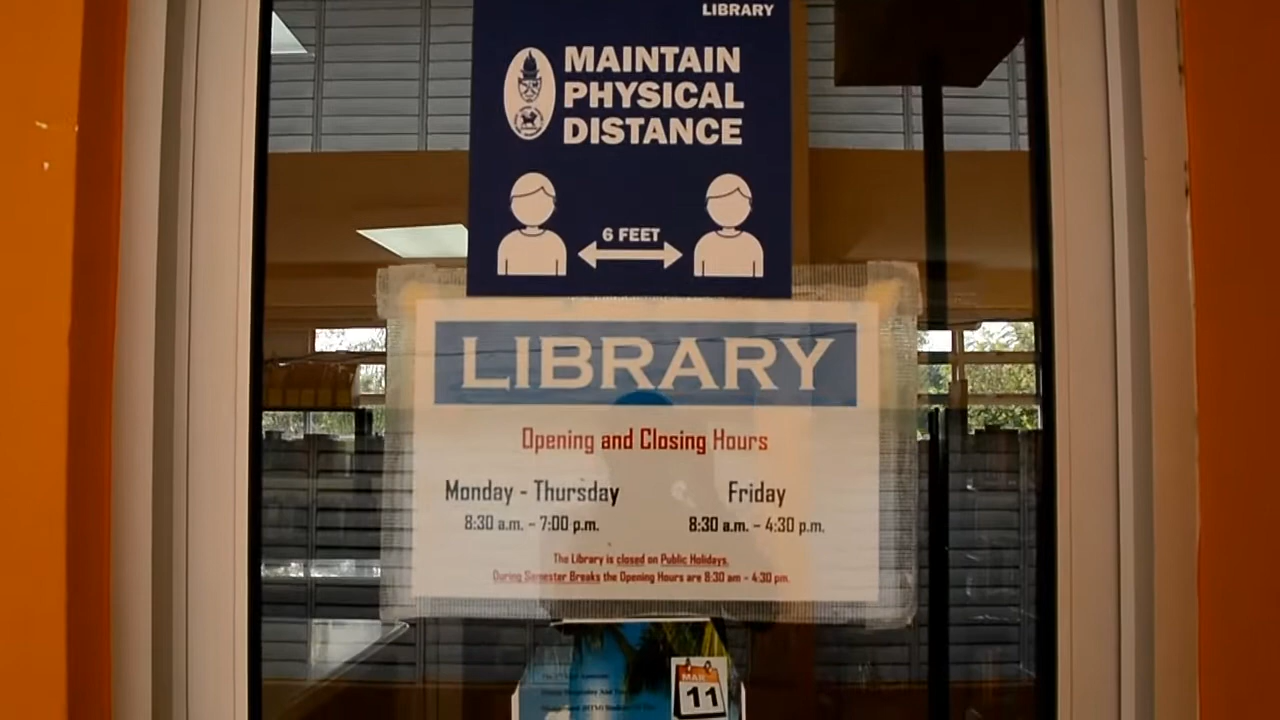 LIBRARY
MAINTAIN
PHYSICAL
DISTANCE
6 FEET
LIBRARY
Opening and Closing Hours
Monday - Thursday
Friday
8:30 a.m. – 7:00 p.m.
8:30 a.m. – 4:30 p.m.
The Library is closed on Public Holidays.
During Semester Breaks the Opening Hours are 8:30 am – 4:30 pm.
MAR
11